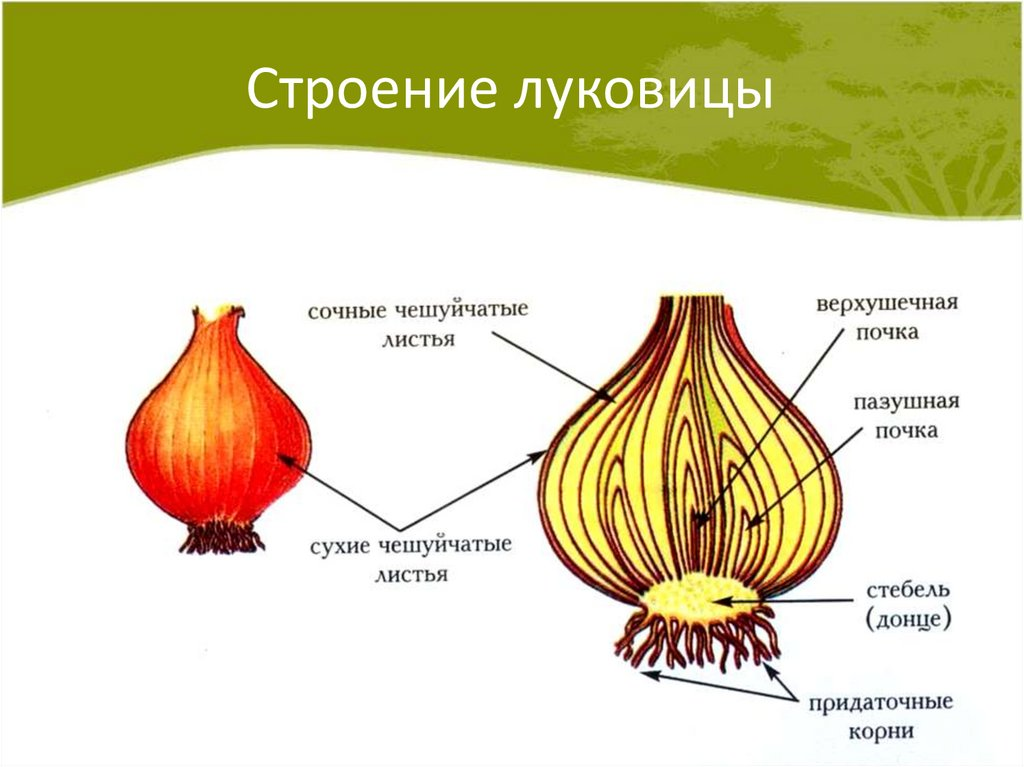 Строение луковицы
сочные чешуйчатые
листья
верхушечная
почка
пазушная
почка
сухие чешуйчатые
листья
стебель
(донце)
придаточные
корни